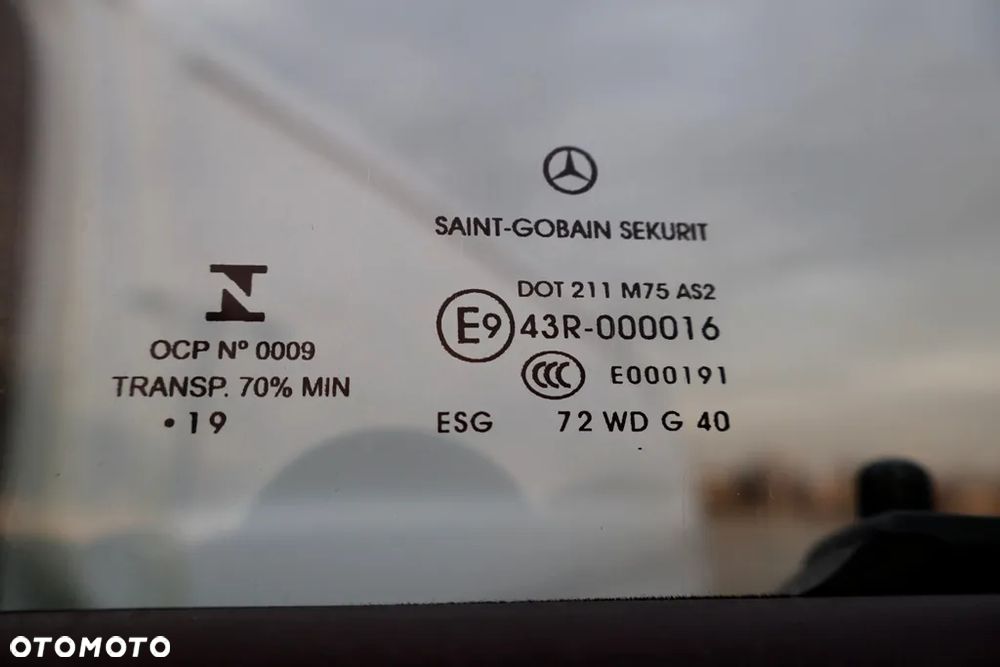 SAINT-GOBAIN SEKURIT
DOT 211 M75 AS2
E9 43R-000016
CCC E000191
ESG 72 WD G 40
N
OCP Nº 0009
TRANSP. 70% MIN
•19
OTOMOTO